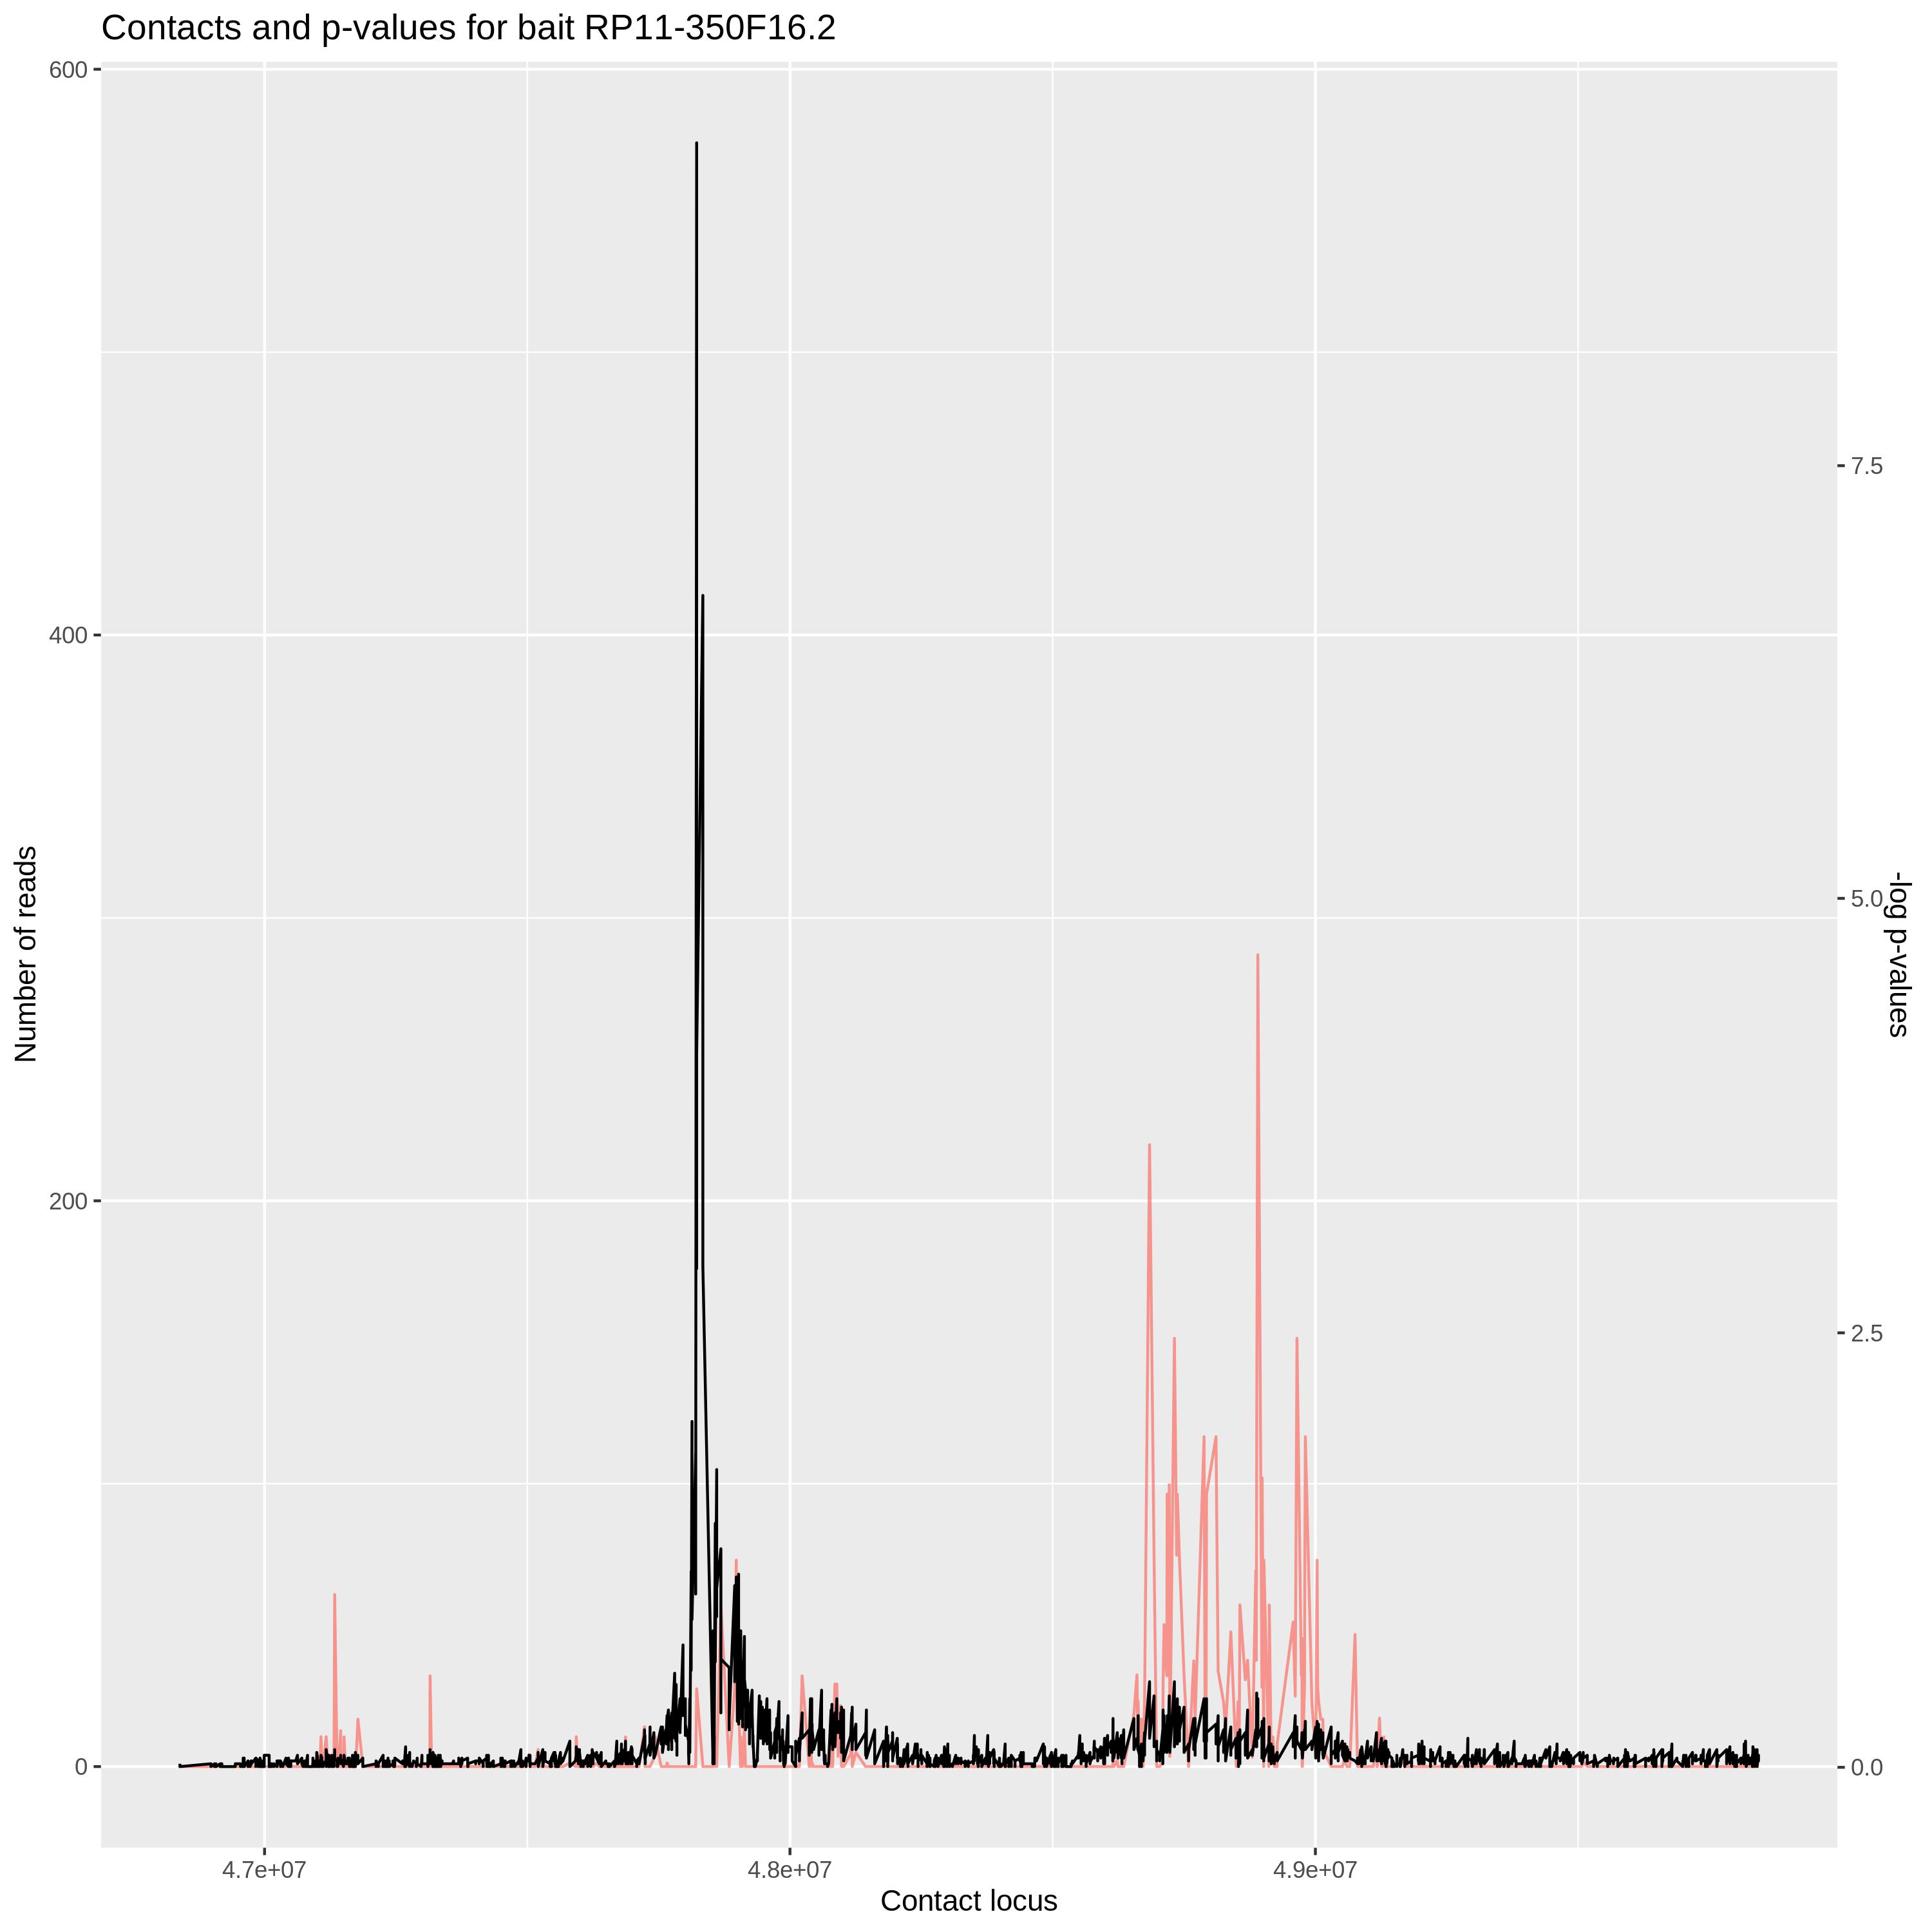 Contacts and p-values for bait RP11-350F16.2
600
400
200
0
Number of reads
7.5
5.0
2.5
0.0
-log p-values
4.7e+07
4.8e+07
4.9e+07
Contact locus